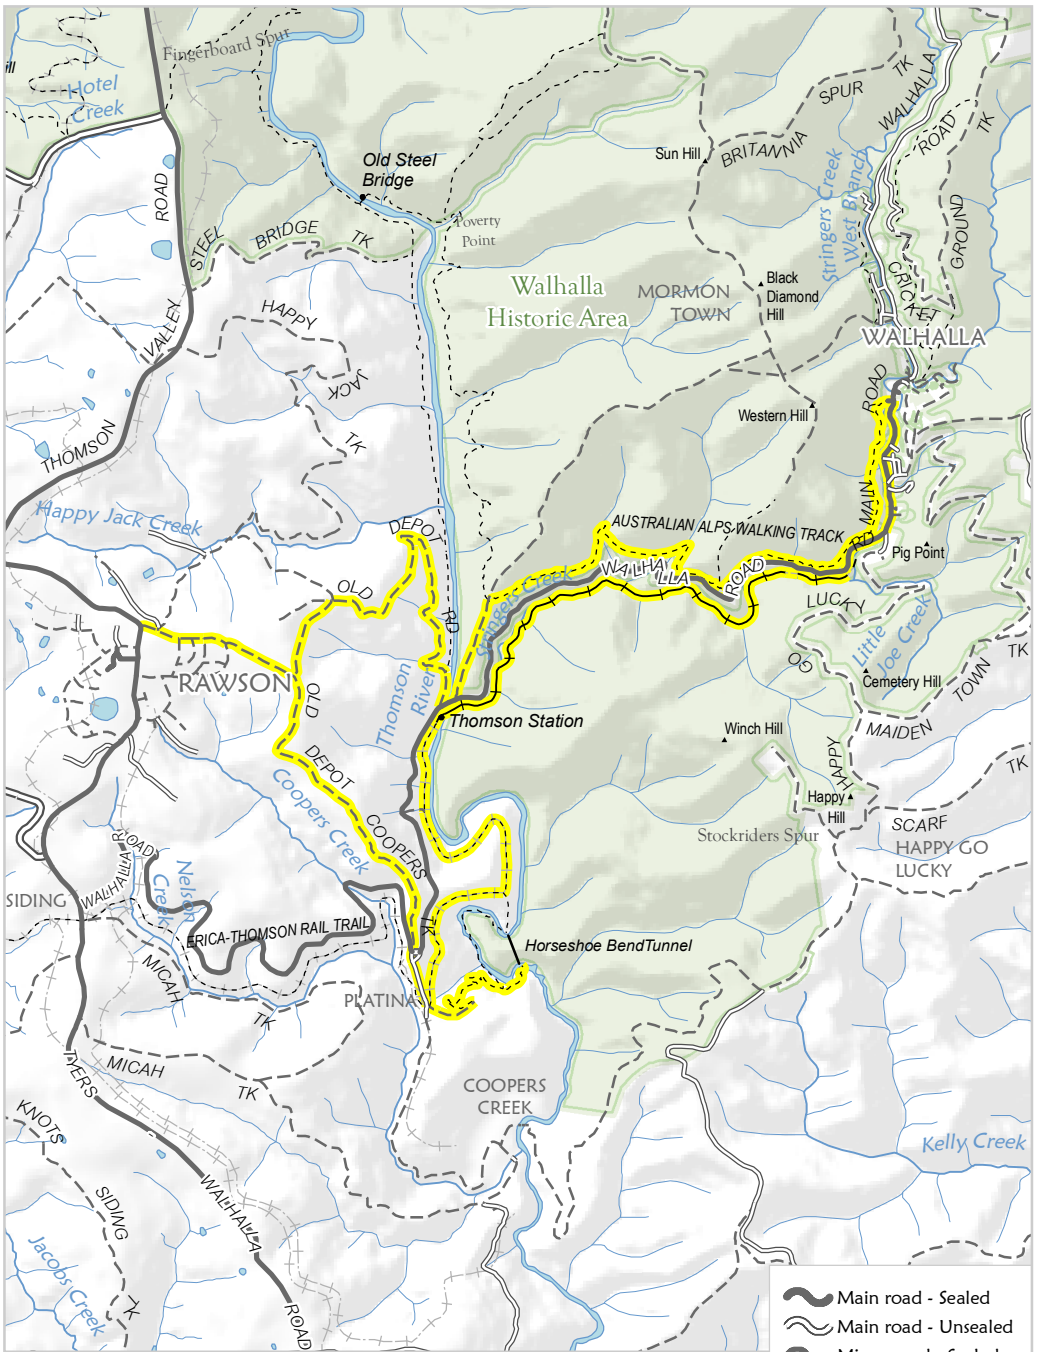 Fingerboard Spur
ill
Hotel
Creek
TK
SPUR
WALHALLA
ROAD
TK
Old Steel
Bridge
Sun Hill
BRITANNIA
Stringers Creek
West Branch
ROAD
STEEL
BRIDGE
TK
Poverty
Point
GROUND
Walhalla
Historic Area
MORMON
TOWN
Black
Diamond
Hill
CRICKET
WALHALLA
VALLEY
HAPPY
JACK
TK
THOMSON
Western Hill
ROAD
Happy Jack Creek
DEPOT
AUSTRALIAN ALPS WALKING TRACK
MAIN
RD
Pig Point
OLD
RD
Stringers Creek
WALHALLA
ROAD
LUCKY
Little
Joe Creek
GO
TK
RAWSON
OLD
Thomson
River
Cemetery Hill
TOWN
Thomson Station
Winch Hill
MAIDEN
DEPOT
HAPPY
TK
Coopers Creek
Happy
Hill
COOPERS
TK
Stockriders Spur
SCARF
HAPPY GO
LUCKY
ROAD
WALHALLA
Nelson
Creek
SIDING
ERICA-THOMSON RAIL TRAIL
Horseshoe BendTunnel
MICAH
TK
PLATINA
TYERS
MICAH
TK
COOPERS
CREEK
KNOTS
SIDING
TK
WALHALLA
ROAD
Kelly Creek
Jacobs Creek
Main road - Sealed
Main road - Unsealed